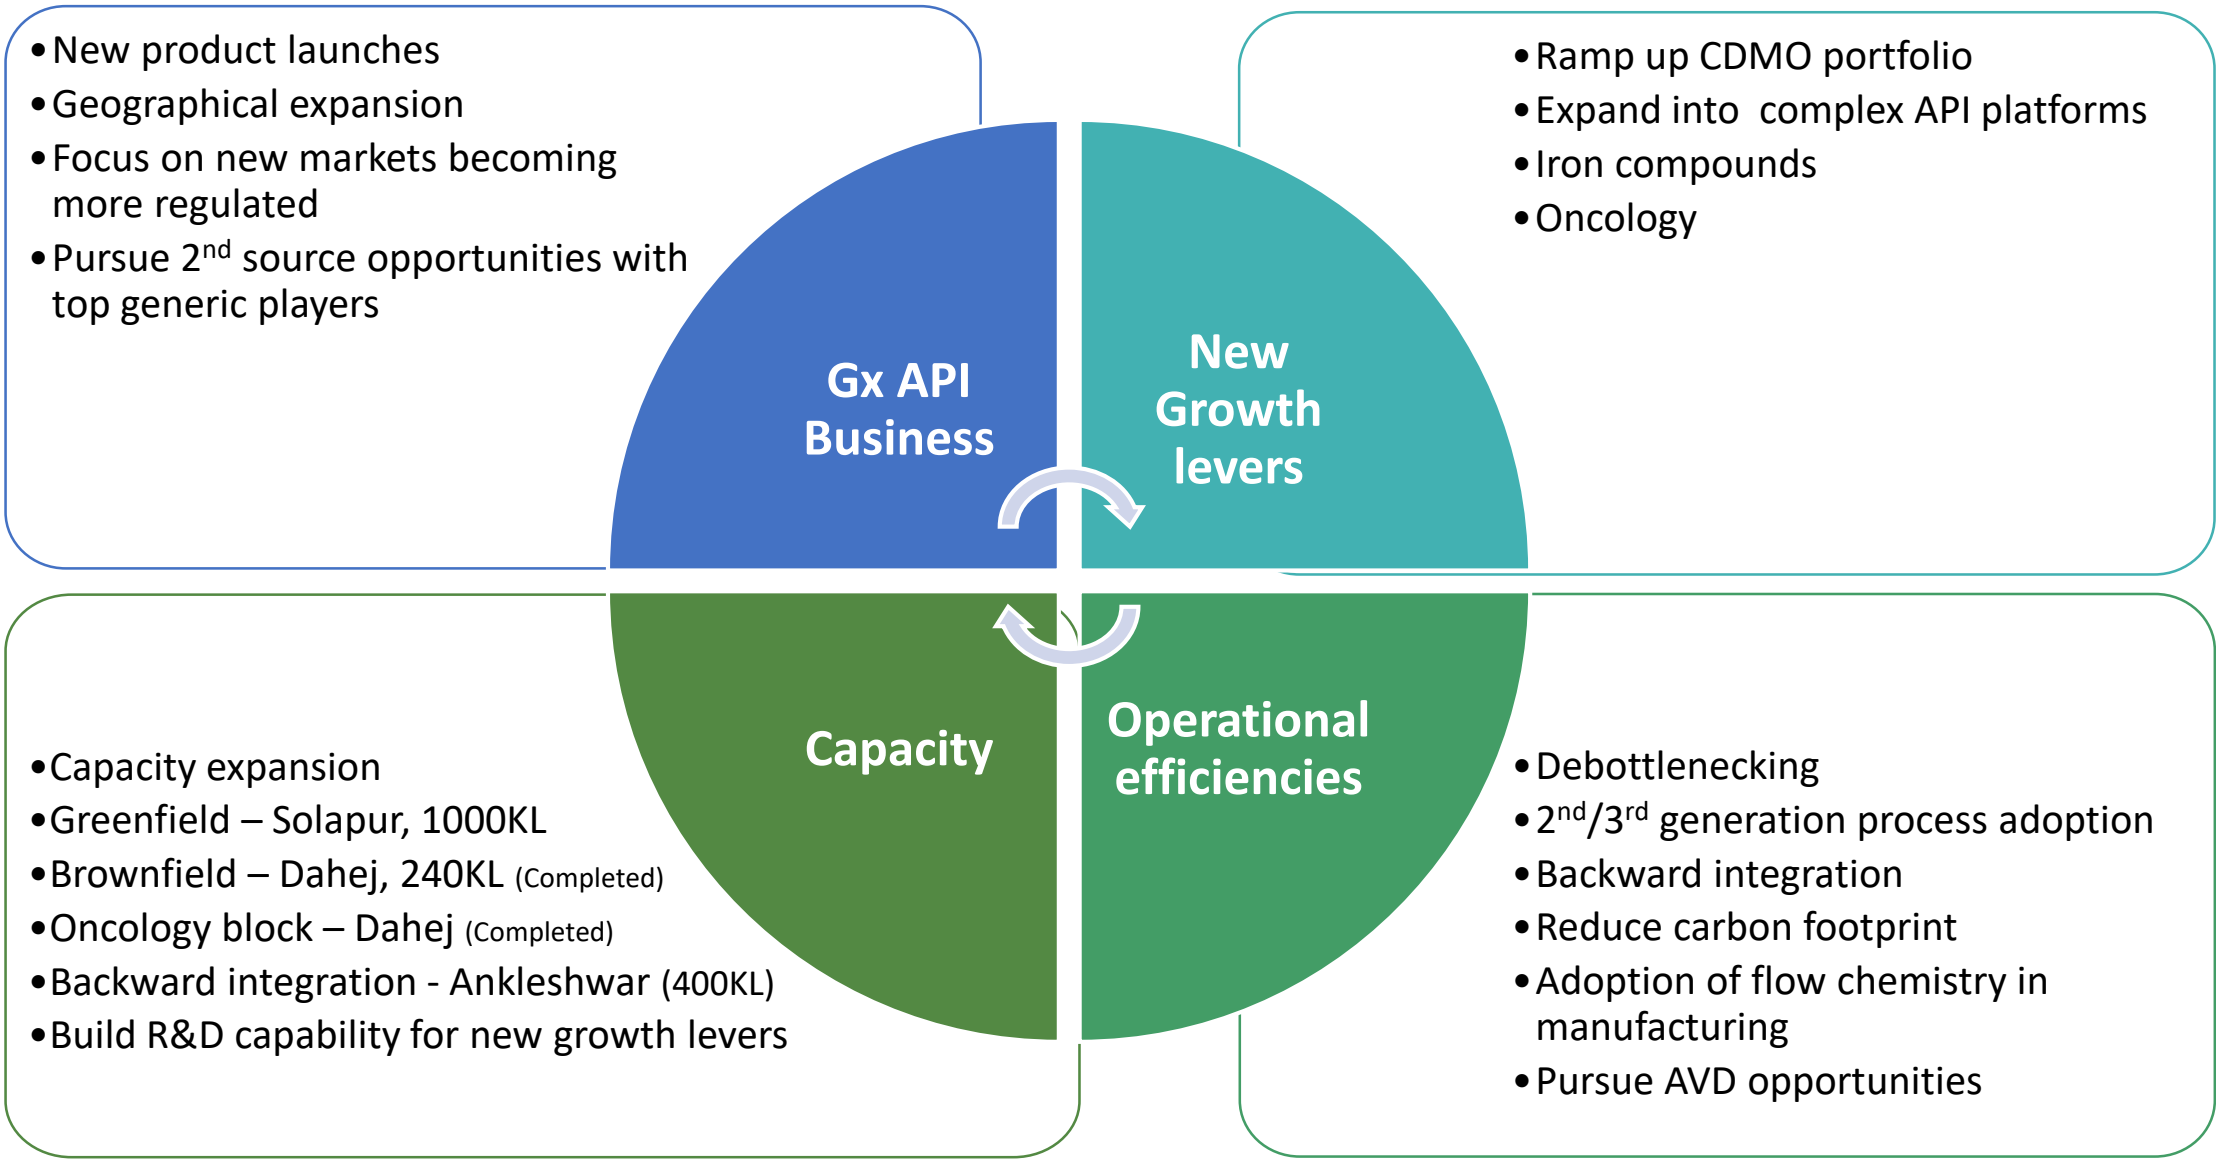 •New product launches
•Geographical expansion
•Focus on new markets becoming
more regulated
•Pursue 2nd source opportunities with
top generic players
Gx API
Business
•Ramp up CDMO portfolio
•Expand into  complex API platforms
•Iron compounds
•Oncology
New
Growth
levers
•Capacity expansion
•Greenfield – Solapur, 1000KL
•Brownfield – Dahej, 240KL (Completed)
•Oncology block – Dahej (Completed)
•Backward integration - Ankleshwar (400KL)
•Build R&D capability for new growth levers
Capacity
Operational
efficiencies
•Debottlenecking
•2nd/3rd generation process adoption
•Backward integration
•Reduce carbon footprint
•Adoption of flow chemistry in
manufacturing
•Pursue AVD opportunities